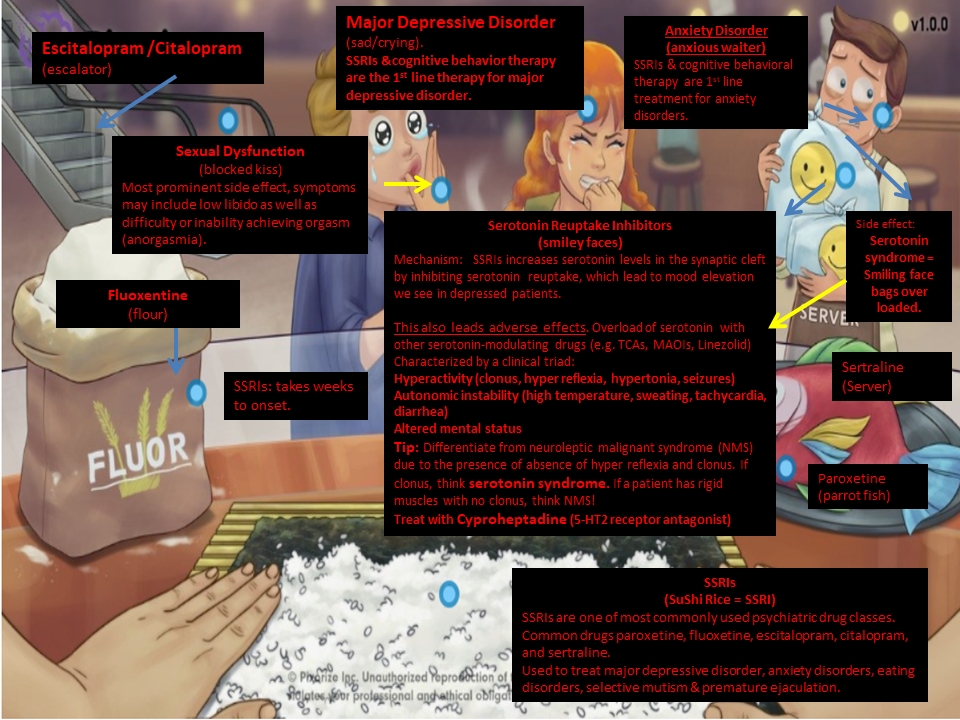 v1.0.0
Escitalopram /Citalopram
(escalator)
Major Depressive Disorder
(sad/crying).
SSRIs &cognitive behavior therapy
are the 1st line therapy for major
depressive disorder.
Anxiety Disorder
(anxious waiter)
SSRIs & cognitive behavioral
therapy are 1st line
treatment for anxiety
disorders.
Sexual Dysfunction
(blocked kiss)
Most prominent side effect, symptoms
may include low libido as well as
difficulty or inability achieving orgasm
(anorgasmia).
Serotonin Reuptake Inhibitors
(smiley faces)
Mechanism: SSRIs increases serotonin levels in the synaptic cleft
by inhibiting serotonin reuptake, which lead to mood elevation
we see in depressed patients.
This also leads adverse effects. Overload of serotonin with
other serotonin-modulating drugs (e.g. TCAs, MAOIs, Linezolid)
Characterized by a clinical triad:
Hyperactivity (clonus, hyper reflexia, hypertonia, seizures)
Autonomic instability (high temperature, sweating, tachycardia,
diarrhea)
Altered mental status
Tip: Differentiate from neuroleptic malignant syndrome (NMS)
due to the presence of absence of hyper reflexia and clonus. If
clonus, think serotonin syndrome. If a patient has rigid
muscles with no clonus, think NMS!
Treat with Cyproheptadine (5-HT2 receptor antagonist)
Side effect:
Serotonin
syndrome =
Smiling face
bags over
loaded.
SERVER
Fluoxentine
(flour)
SSRIs: takes weeks
to onset.
Sertraline
(Server)
FLUOR
Paroxetine
(parrot fish)
SSRIs
(SuShi Rice = SSRI)
SSRIs are one of most commonly used psychiatric drug classes.
Common drugs paroxetine, fluoxetine, escitalopram, citalopram,
and sertraline.
Used to treat major depressive disorder, anxiety disorders, eating
disorders, selective mutism & premature ejaculation.
© Pixorize Inc. Unauthorized reproduction of
violates your professional and ethical obligat